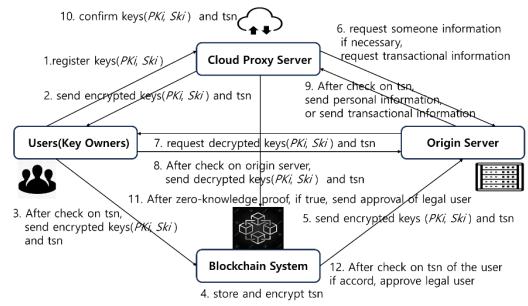 10. confirm keys(PKi, Ski ) and tsn
6. request someone information
if necessary,
request transactional information
1.register keys(PKi, Ski )
Cloud Proxy Server
2. send encrypted keys(PKi, Ski ) and tsn
9. After check on tsn,
send personal information,
or send transactional information
Users(Key Owners)
7. request decrypted keys(PKi, Ski ) and tsn
Origin Server
8. After check on origin server,
send decrypted keys(PKi, Ski ) and tsn
11. After zero-knowledge proof, if true, send approval of legal user
3. After check on tsn,
send encrypted keys(PKi, Ski )
and tsn
5. send encrypted keys (PKi, Ski ) and tsn
Blockchain System
12. After check on tsn of the user
if accord, approve legal user
4. store and encrypt tsn